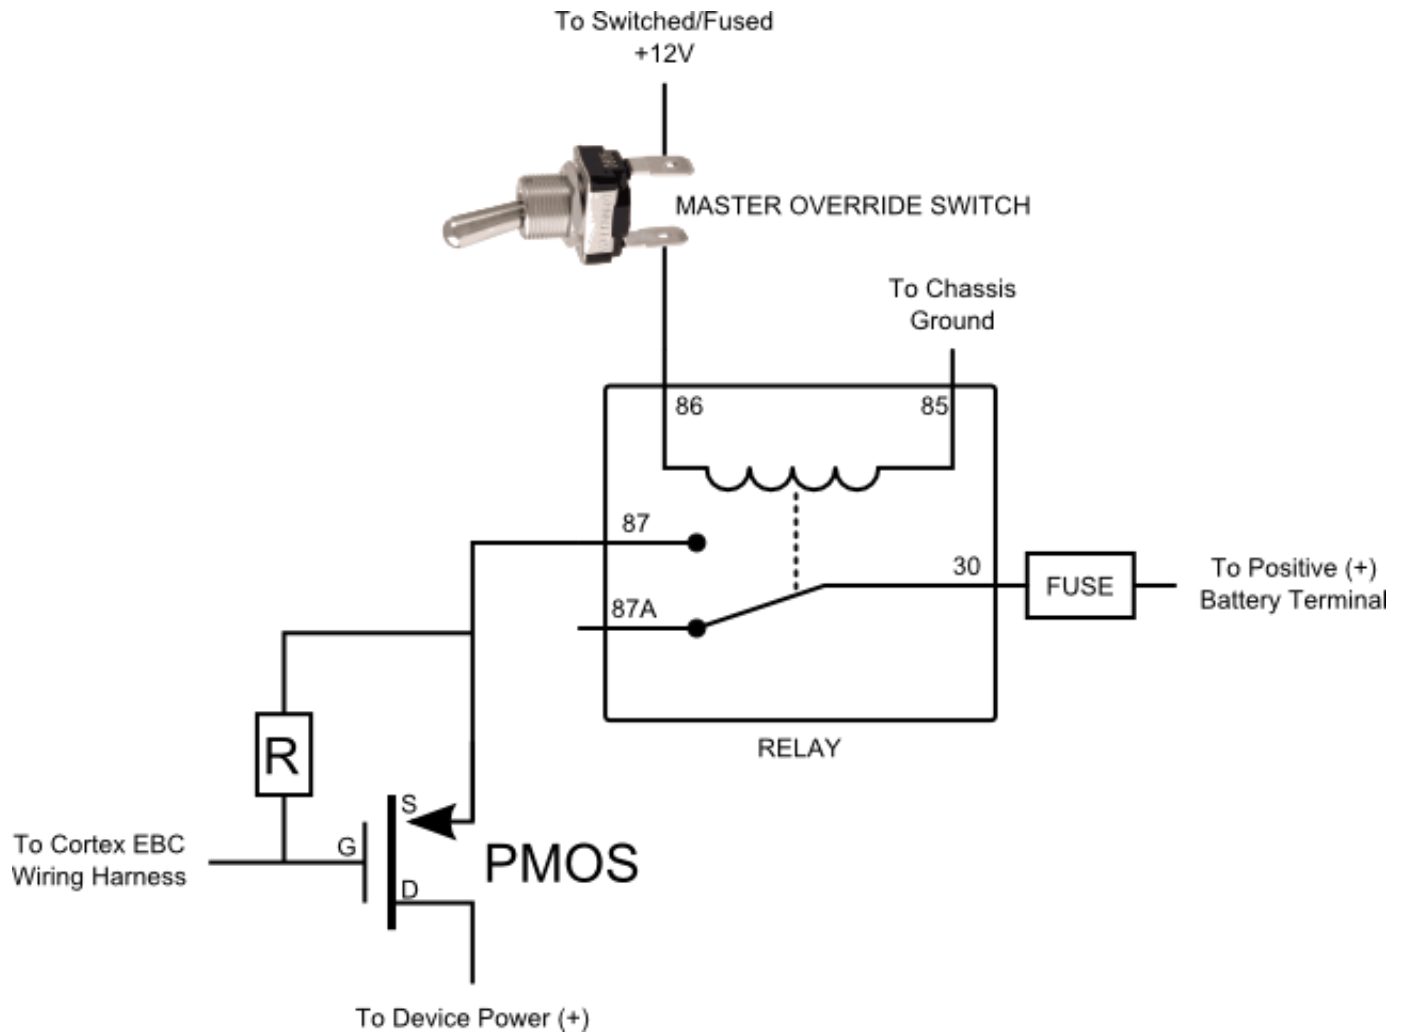 To Switched/Fused
+12V
MASTER OVERRIDE SWITCH
To Chassis
Ground
86
85
87
30
87A
FUSE
To Positive (+)
Battery Terminal
RELAY
R
S
G
D
PMOS
To Cortex EBC
Wiring Harness
To Device Power (+)